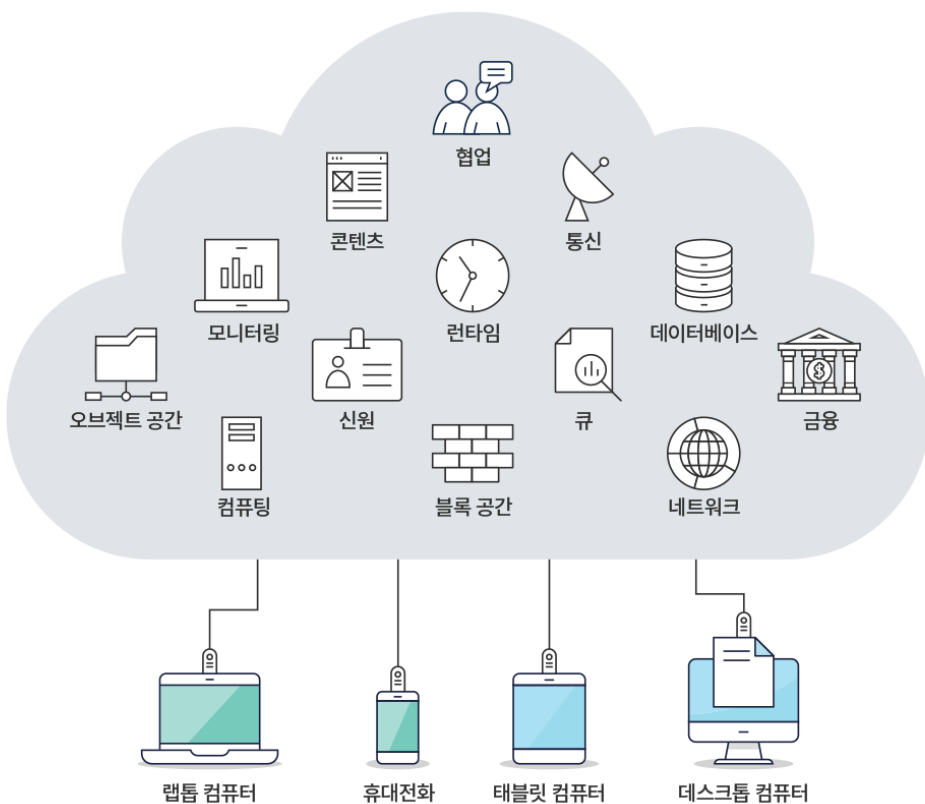 협업
콘텐츠
통신
모니터링
런타임
데이터베이스
오브젝트 공간
신원
큐
금융
컴퓨팅
블록 공간
네트워크
랩톱 컴퓨터
휴대전화
태블릿 컴퓨터
데스크톱 컴퓨터